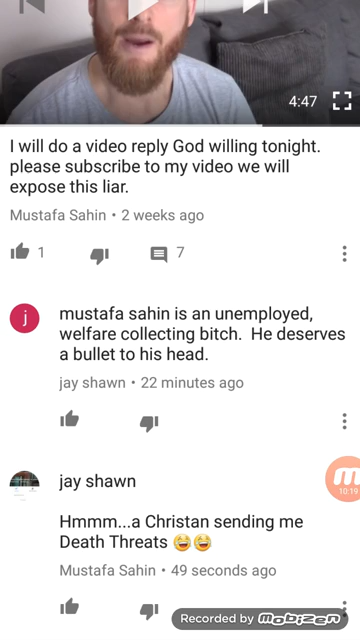 4:47
I will do a video reply God willing tonight.
please subscribe to my video we will
expose this liar.
Mustafa Sahin • 2 weeks ago
1
7
j
mustafa sahin is an unemployed,
welfare collecting bitch. He deserves
a bullet to his head.
jay shawn • 22 minutes ago
jay shawn
10:19
Hmmm...a Christan sending me
Death Threats 😂😂
Mustafa Sahin • 49 seconds ago
Recorded by mobizen